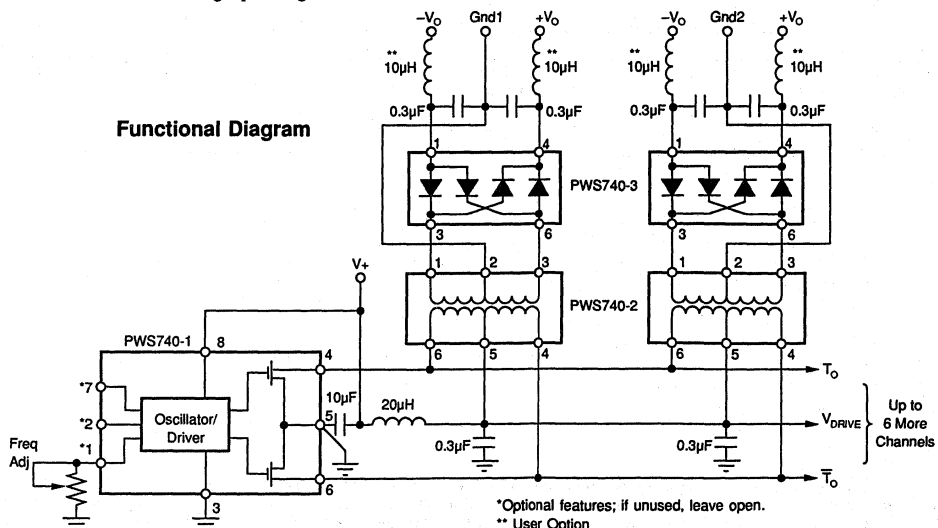 −VO Gnd1 +VO −VO Gnd2 +VO
** 10µH ** 10µH ** 10µH ** 10µH
0.3µF 0.3µF 0.3µF 0.3µF
Functional Diagram
1 4 1 4
PWS740-3
3 6 3 6
1 2 3 1 2 3
V+
PWS740-2
PWS740-1 8
6 5 4 6 5 4
4 TO
*7
10µF 20µH
Oscillator/
Driver
*2 5 VDRIVE
Up to
6 More
Channels
Freq
Adj
*1
0.3µF 0.3µF
6 TO
3
*Optional features; if unused, leave open.
** User Option